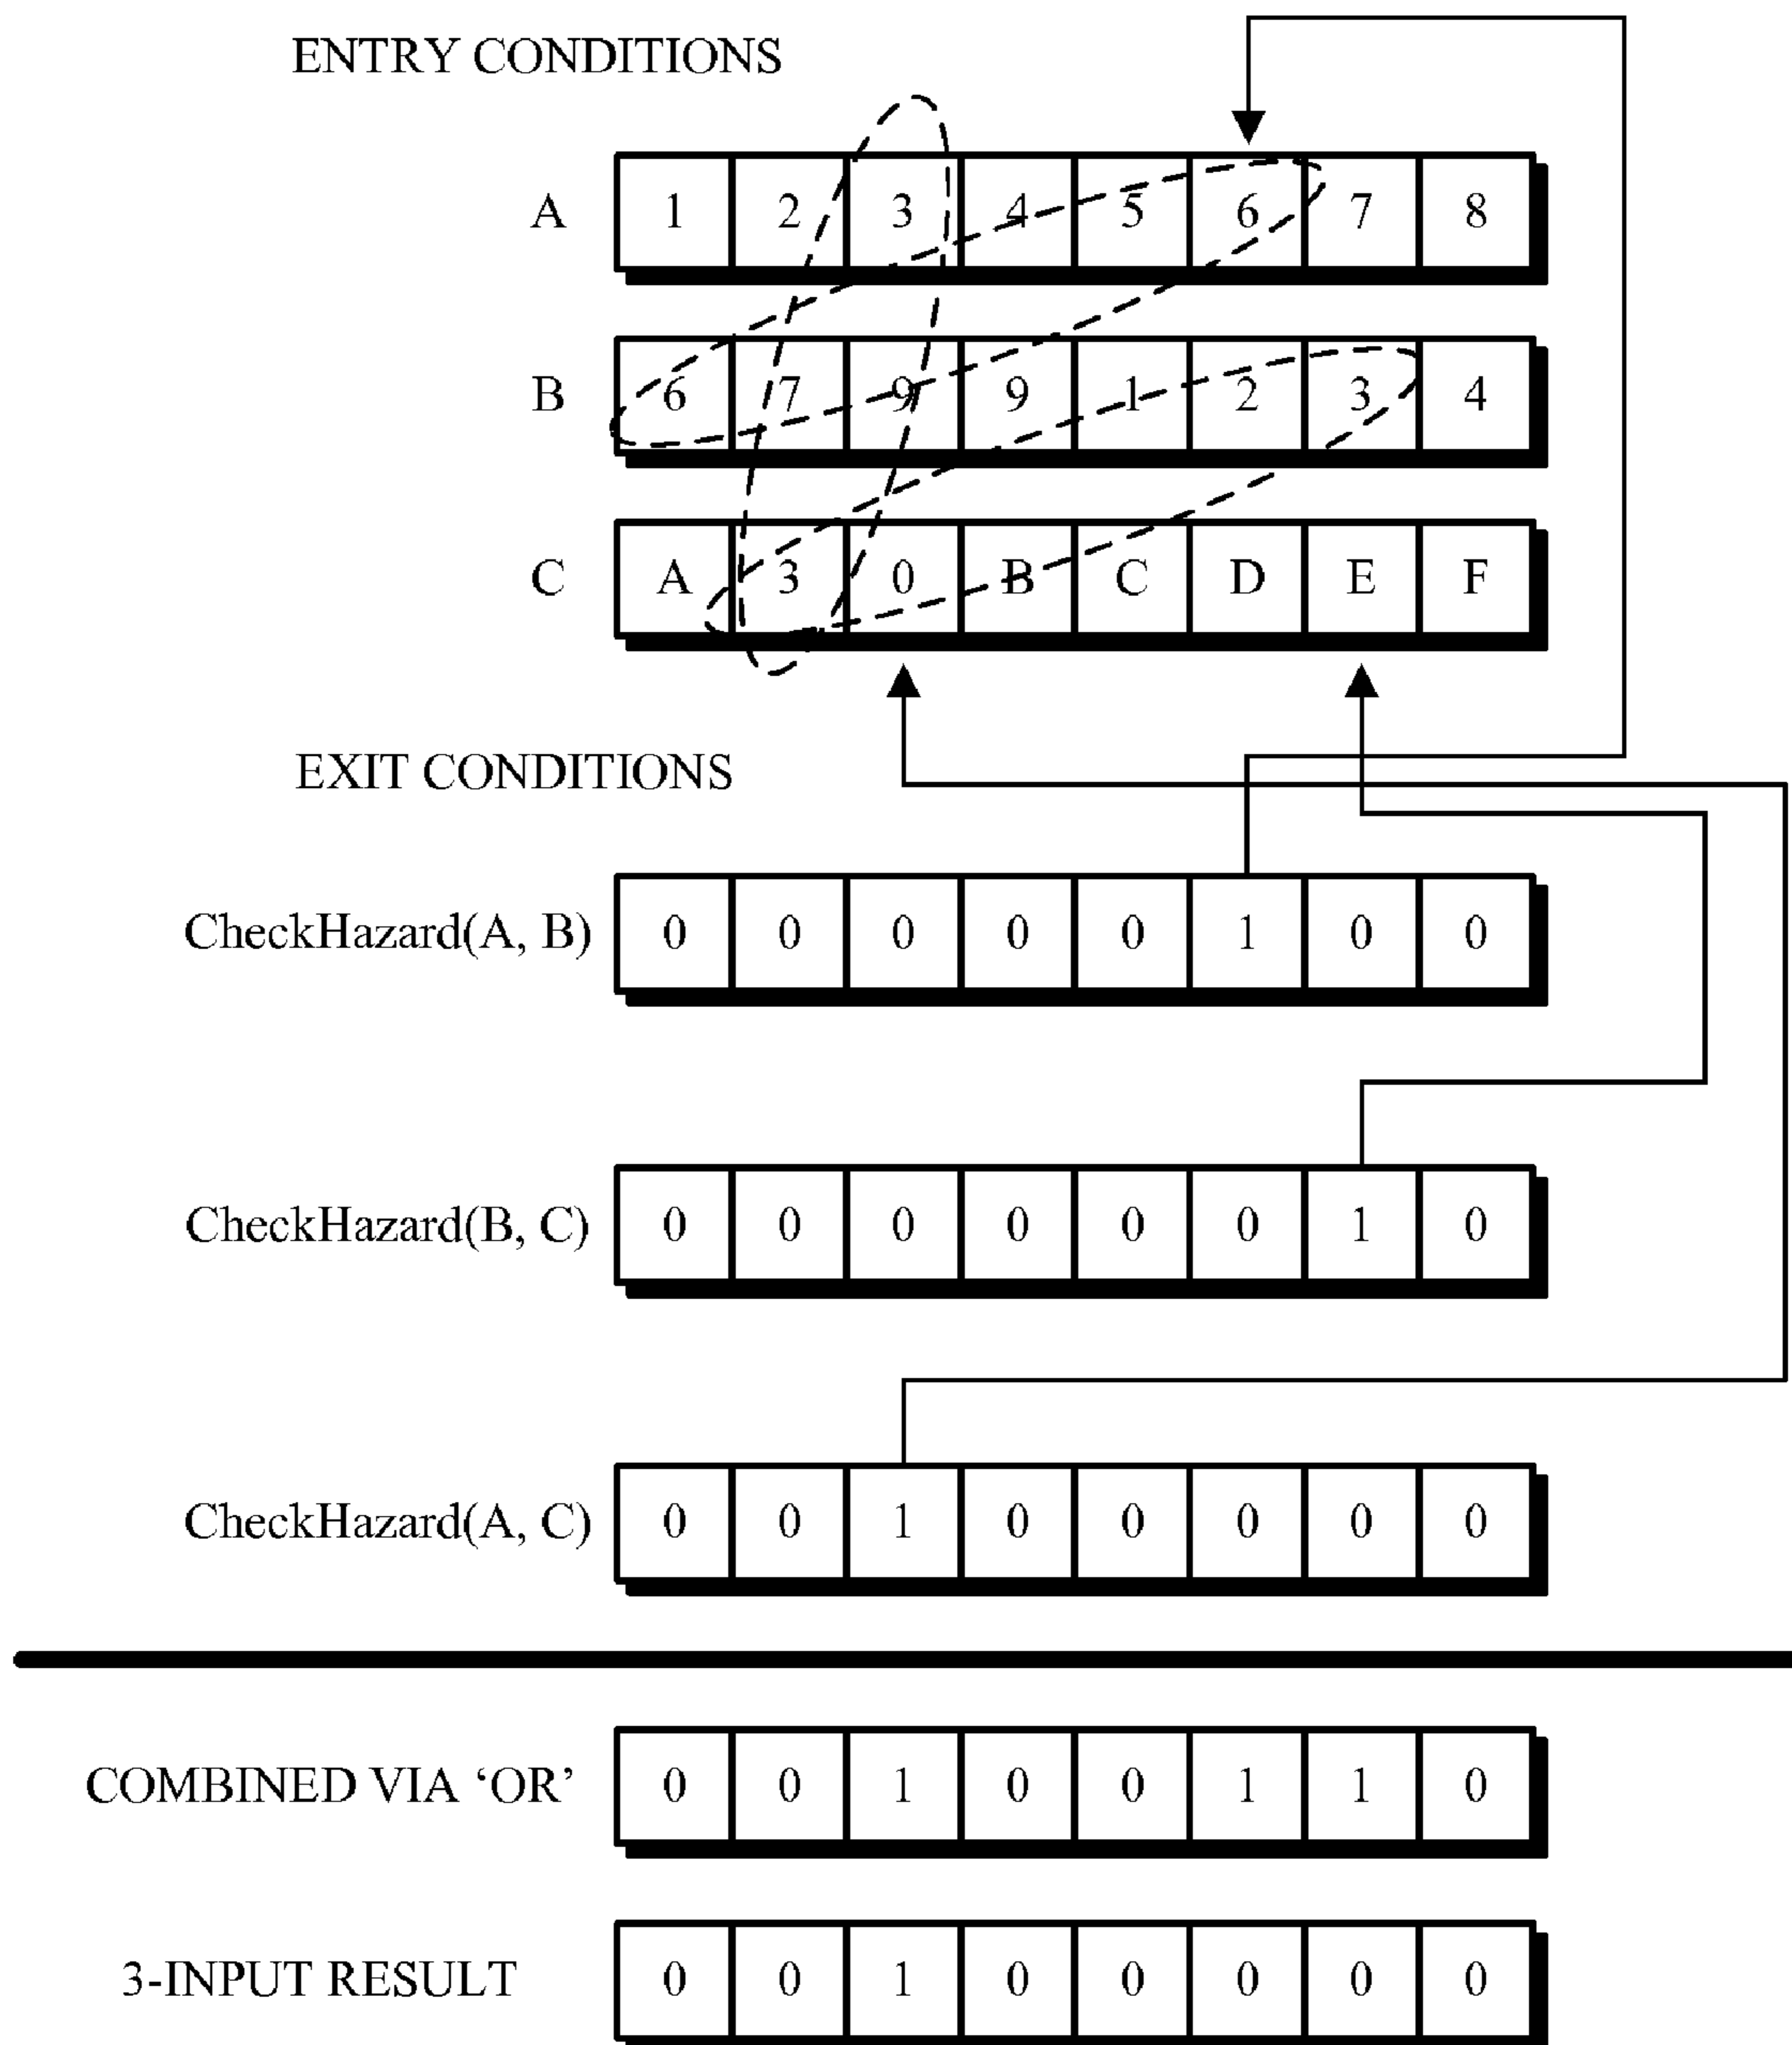 ENTRY CONDITIONS
A 1 2 3 4 5 6 7 8
B 6 7 9 9 1 2 3 4
C A 3 0 B C D E F
EXIT CONDITIONS
CheckHazard(A, B) 0 0 0 0 0 1 0 0
CheckHazard(B, C) 0 0 0 0 0 0 1 0
CheckHazard(A, C) 0 0 1 0 0 0 0 0
COMBINED VIA ‘OR’ 0 0 1 0 0 1 1 0
3-INPUT RESULT 0 0 1 0 0 0 0 0